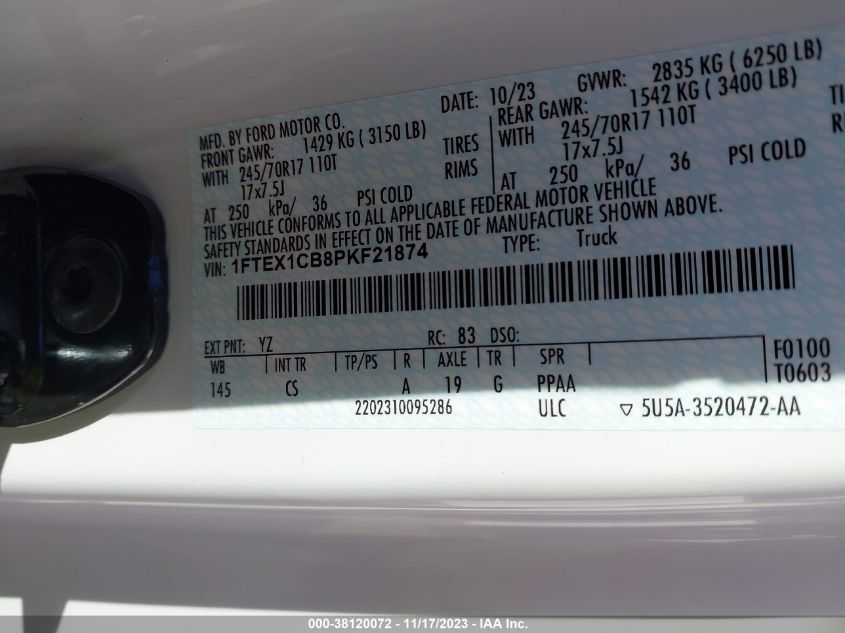 MFD. BY FORD MOTOR CO.
DATE: 10/23 GVWR: 2835 KG ( 6250 LB)
FRONT GAWR: 1429 KG ( 3150 LB) REAR GAWR: 1542 KG ( 3400 LB)
WITH 245/70R17 110T TIRES WITH 245/70R17 110T TI
17x7.5J RIMS 17x7.5J RI
AT 250 kPa/ 36 PSI COLD AT 250 kPa/ 36 PSI COLD
THIS VEHICLE CONFORMS TO ALL APPLICABLE FEDERAL MOTOR VEHICLE
SAFETY STANDARDS IN EFFECT ON THE DATE OF MANUFACTURE SHOWN ABOVE.
VIN: 1FTEX1CB8PKF21874 TYPE: Truck
EXT PNT: YZ RC: 83 DSO:
WB INT TR TP/PS R AXLE TR SPR F0100
145 CS A 19 G PPAA T0603
2202310095286 ULC ▽ 5U5A-3520472-AA
000-38120072 - 11/17/2023 - IAA Inc.